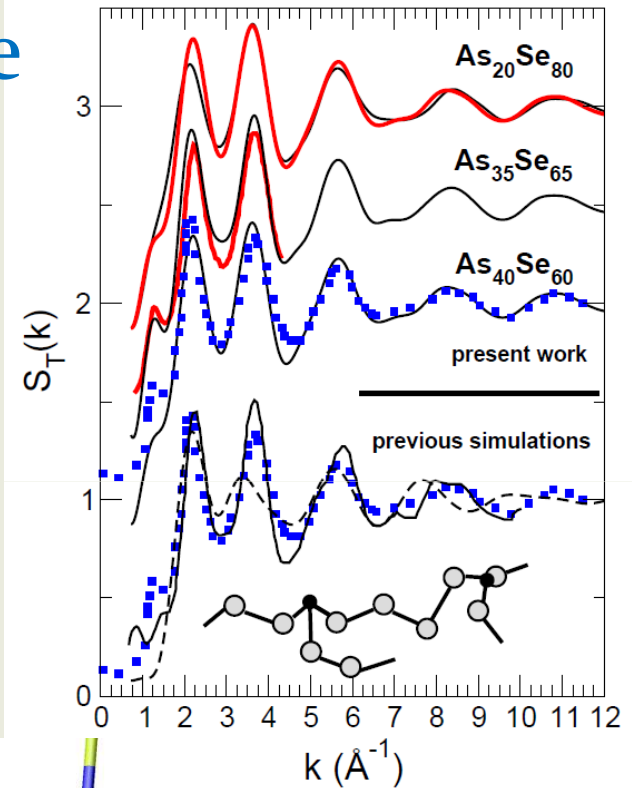 e
As₂₀Se₈₀
As₃₅Se₆₅
As₄₀Se₆₀
present work
previous simulations
S_T(k)
3
2
1
0
0 1 2 3 4 5 6 7 8 9 10 11 12
k (Å⁻¹)